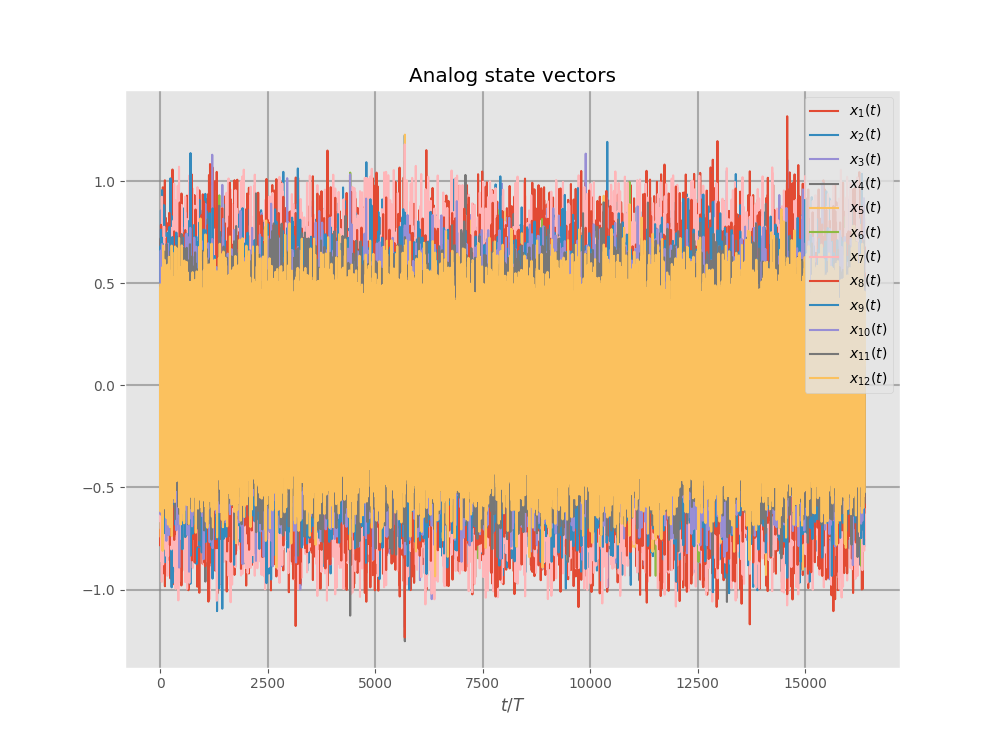 Analog state vectors
1.0
0.5
0.0
−0.5
−1.0
0
2500
5000
7500
10000
12500
15000
t/T
x₁(t)
x₂(t)
x₃(t)
x₄(t)
x₅(t)
x₆(t)
x₇(t)
x₈(t)
x₉(t)
x₁₀(t)
x₁₁(t)
x₁₂(t)